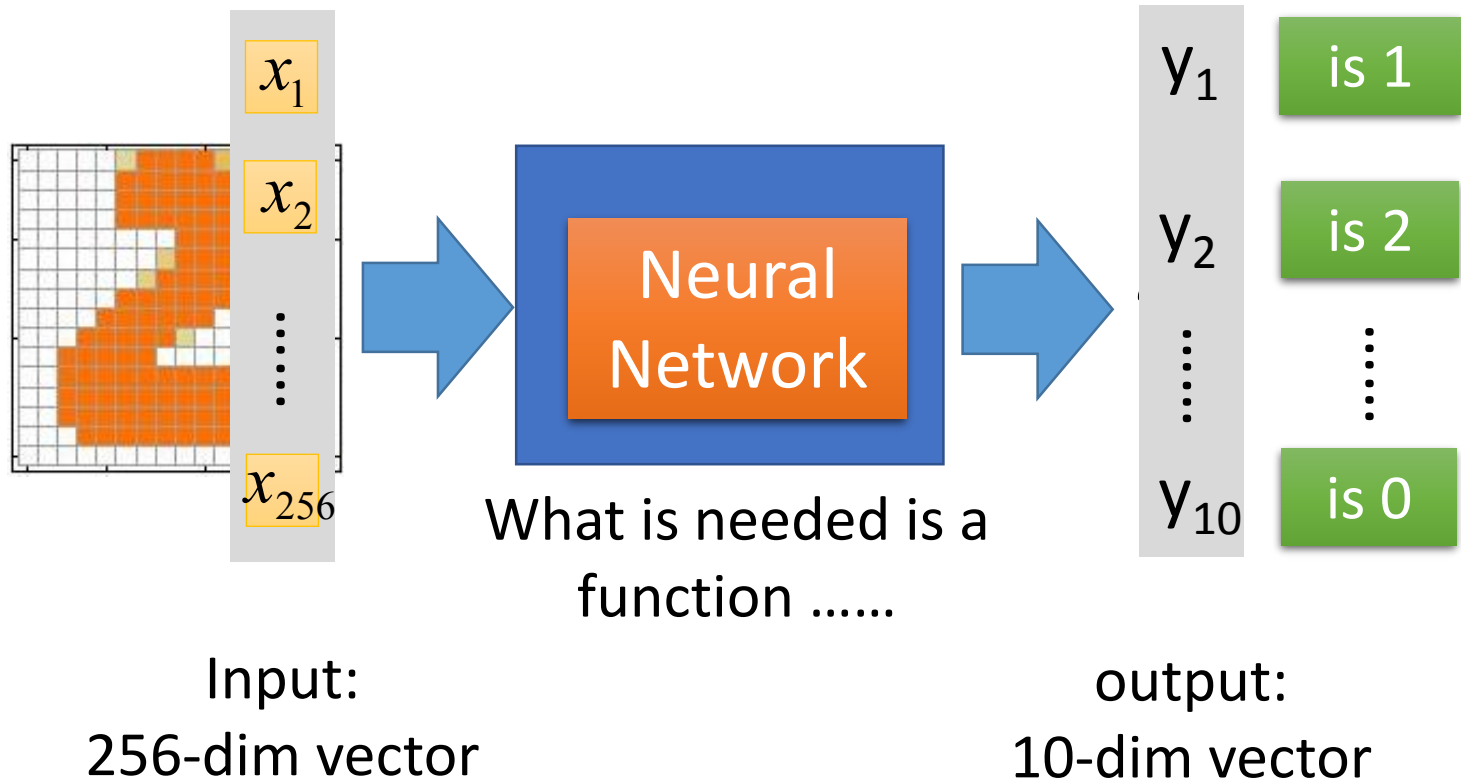 x₁
x₂
......
x₂₅₆
Neural
Network
What is needed is a
function ......
y₁
y₂
......
y₁₀
is 1
is 2
......
is 0
Input:
256-dim vector
output:
10-dim vector